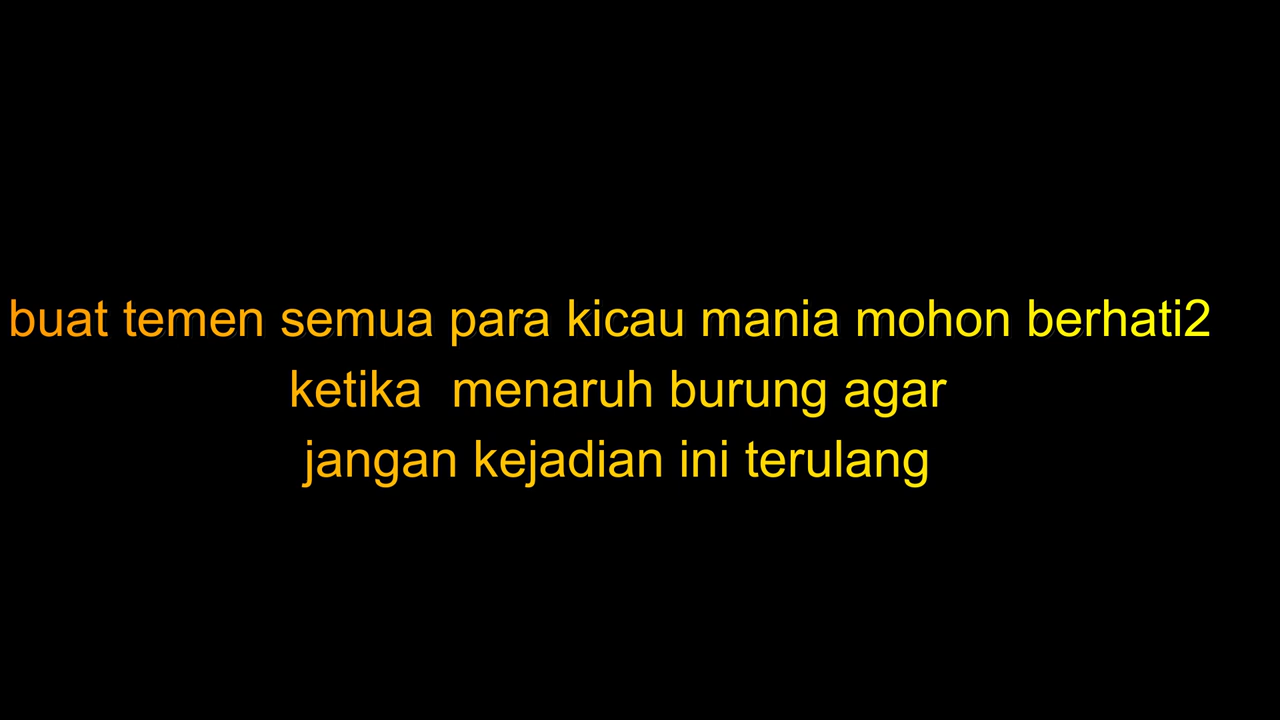 buat temen semua para kicau mania mohon berhati2
ketika  menaruh burung agar
jangan kejadian ini terulang